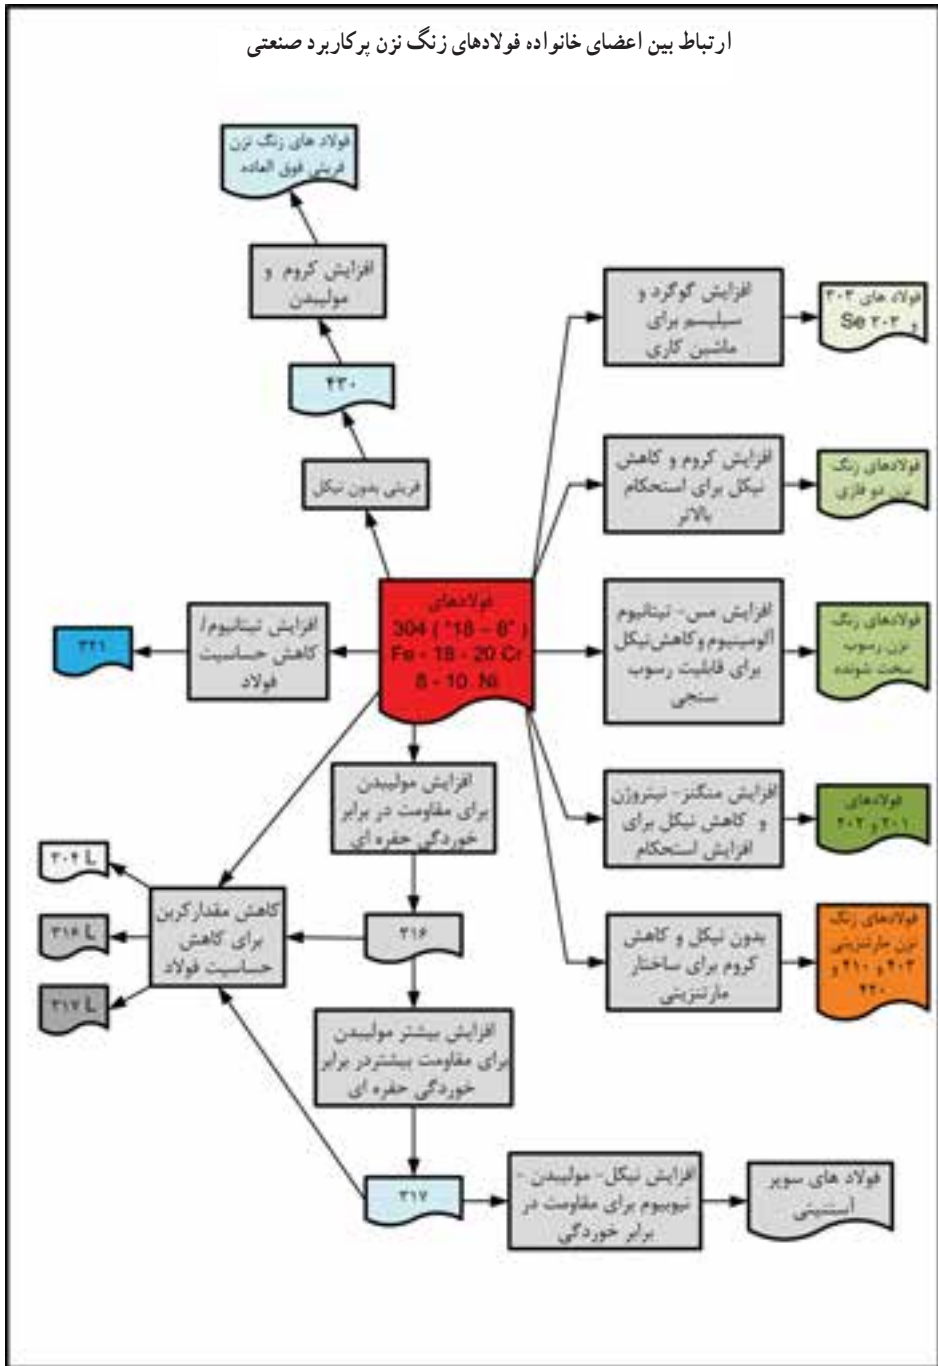 ارتباط بین اعضای خانواده فولادهای زنگ نزن پرکاربرد صنعتی
فولاد های زنگ نزن
فریتی فوق العاده
افزایش کروم و
مولیبدن
۴۳۰
فریتی بدون نیکل
افزایش گوگرد و
سیلیسم برای
ماشین کاری
فولاد های ۳۰۳
و ۳۰۳ Se
افزایش کروم و کاهش
نیکل برای استحکام
بالاتر
فولادهای زنگ
نزن دو فازی
فولادهای
304 ( "18 – 8" )
Fe - 18 - 20 Cr
8 - 10 Ni
افزایش تیتانیوم/
کاهش حساسیت
فولاد
۳۲۱
افزایش مس- تیتانیوم
آلومینیوم و کاهش نیکل
برای قابلیت رسوب
سختی
فولادهای زنگ
نزن رسوب
سخت شونده
افزایش مولیبدن
برای مقاومت در برابر
خوردگی حفره ای
افزایش منگنز- نیتروژن
و کاهش نیکل برای
افزایش استحکام
فولادهای
۲۰۱ و ۲۰۲
۳۰۴ L
۳۱۶ L
۳۱۷ L
کاهش مقدارکربن
برای کاهش
حساسیت فولاد
۳۱۶
بدون نیکل و کاهش
کروم برای ساختار
مارتنزیتی
فولادهای زنگ
نزن مارتنزیتی
۴۰۳ و ۴۱۰ و
۴۲۰
افزایش بیشتر مولیبدن
برای مقاومت بیشتردر برابر
خوردگی حفره ای
۳۱۷
افزایش نیکل- مولیبدن -
نیوبیوم برای مقاومت در
برابر خوردگی
فولاد های سوپر
آستنیتی